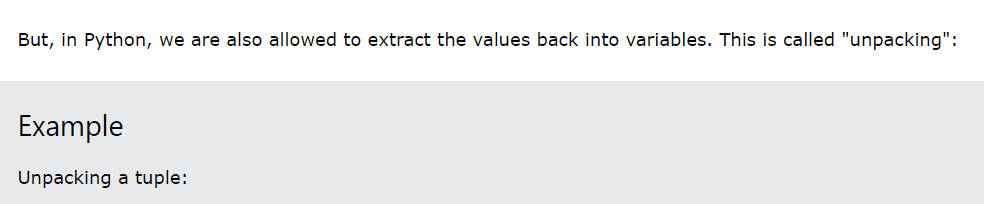 But, in Python, we are also allowed to extract the values back into variables. This is called "unpacking":
Example
Unpacking a tuple: